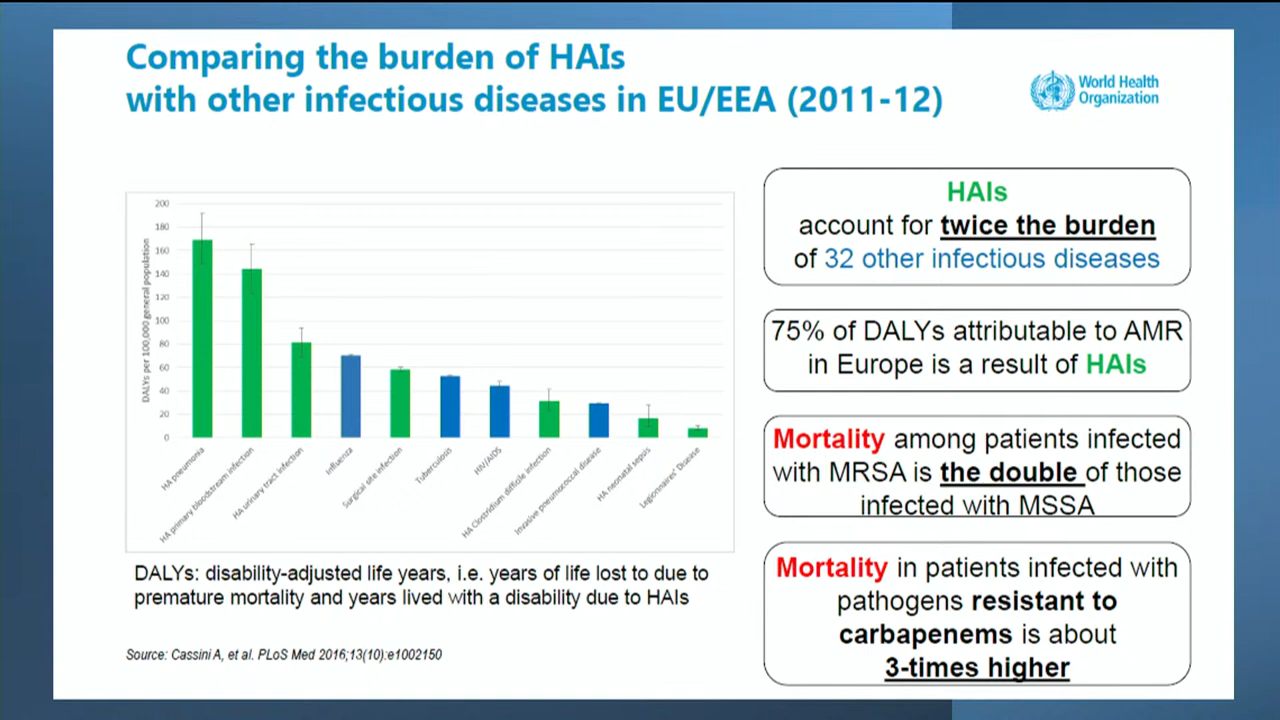 Comparing the burden of HAIs
with other infectious diseases in EU/EEA (2011-12)
World Health
Organization
200
180
160
140
120
100
80
60
40
20
0
DALYs per 100,000 general population
HA pneumonia
HA primary bloodstream infection
HA urinary tract infection
Influenza
Surgical site infection
Tuberculosis
HIV/AIDS
HA Clostridium difficile infection
Invasive pneumococcal disease
HA neonatal sepsis
Legionnaires' Disease
DALYs: disability-adjusted life years, i.e. years of life lost to due to
premature mortality and years lived with a disability due to HAIs
Source: Cassini A, et al. PLoS Med 2016;13(10):e1002150
HAIs
account for twice the burden
of 32 other infectious diseases
75% of DALYs attributable to AMR
in Europe is a result of HAIs
Mortality among patients infected
with MRSA is the double of those
infected with MSSA
Mortality in patients infected with
pathogens resistant to
carbapenems is about
3-times higher